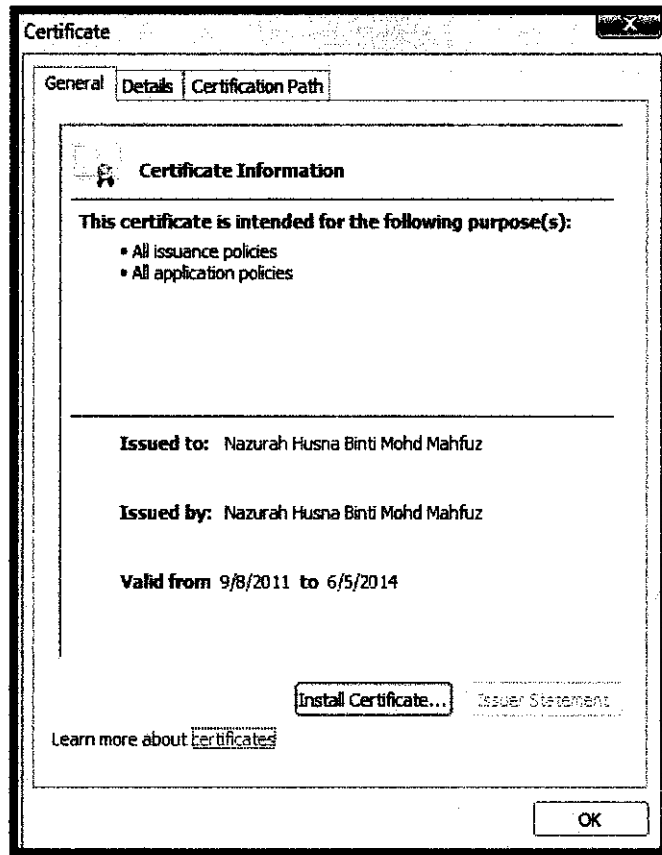 Certificate
X
General Details Certification Path
Certificate Information
This certificate is intended for the following purpose(s):
• All issuance policies
• All application policies
Issued to: Nazurah Husna Binti Mohd Mahfuz
Issued by: Nazurah Husna Binti Mohd Mahfuz
Valid from 9/8/2011 to 6/5/2014
Install Certificate... Issuer Statement
Learn more about certificates
OK